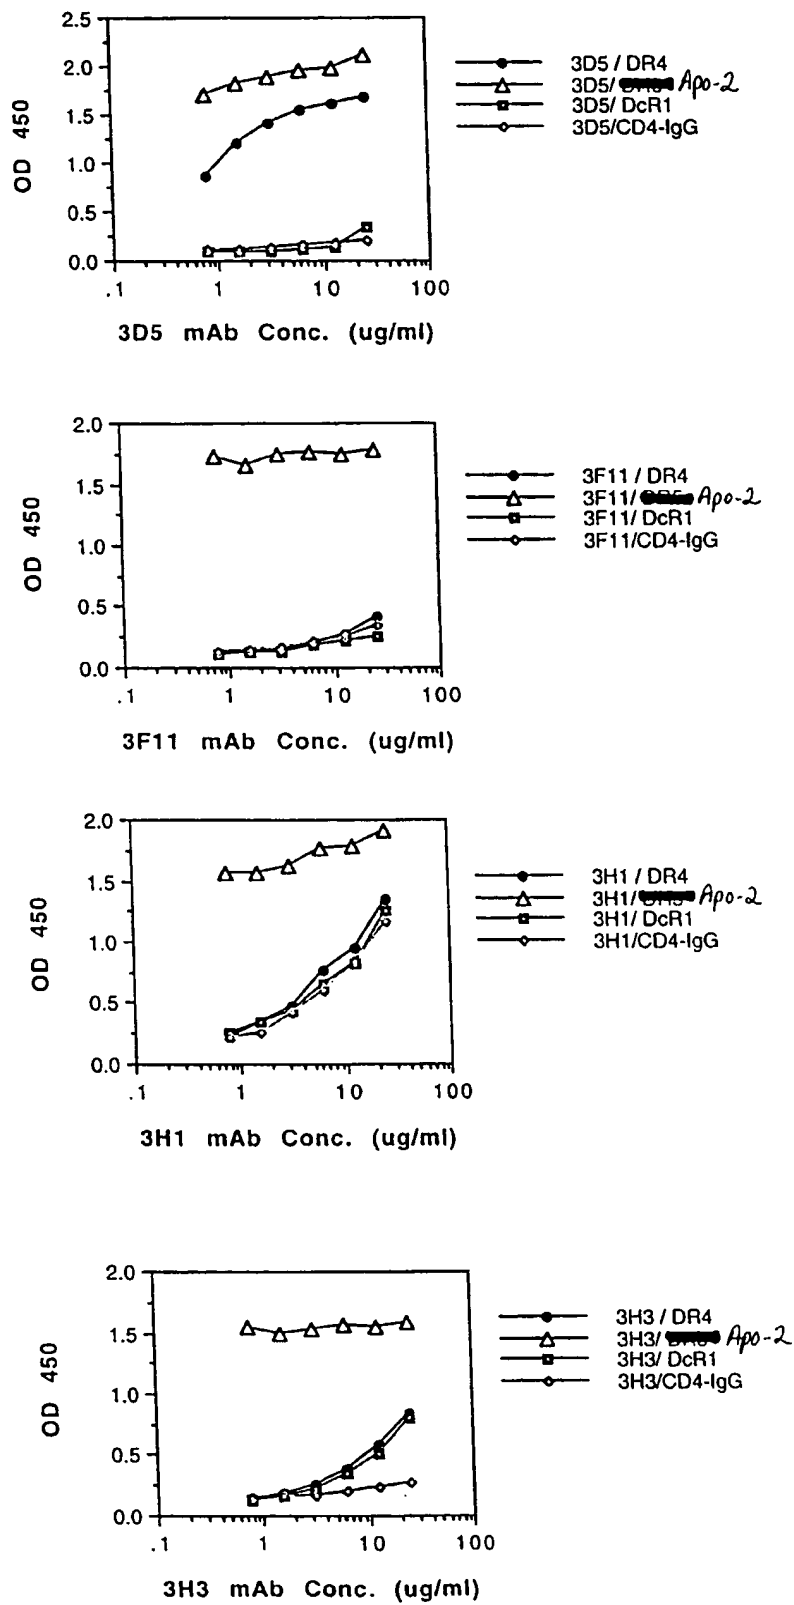 2.5
2.0
1.5
1.0
0.5
0.0
OD 450
.1 1 10 100
3D5 mAb Conc. (ug/ml)
3D5 / DR4
3D5/ Apo-2
3D5/ DcR1
3D5/CD4-IgG
2.0
1.5
1.0
0.5
0.0
OD 450
.1 1 10 100
3F11 mAb Conc. (ug/ml)
3F11 / DR4
3F11/ Apo-2
3F11/ DcR1
3F11/CD4-IgG
2.0
1.5
1.0
0.5
0.0
OD 450
.1 1 10 100
3H1 mAb Conc. (ug/ml)
3H1 / DR4
3H1/ Apo-2
3H1/ DcR1
3H1/CD4-IgG
2.0
1.5
1.0
0.5
0.0
OD 450
.1 1 10 100
3H3 mAb Conc. (ug/ml)
3H3 / DR4
3H3/ Apo-2
3H3/ DcR1
3H3/CD4-IgG